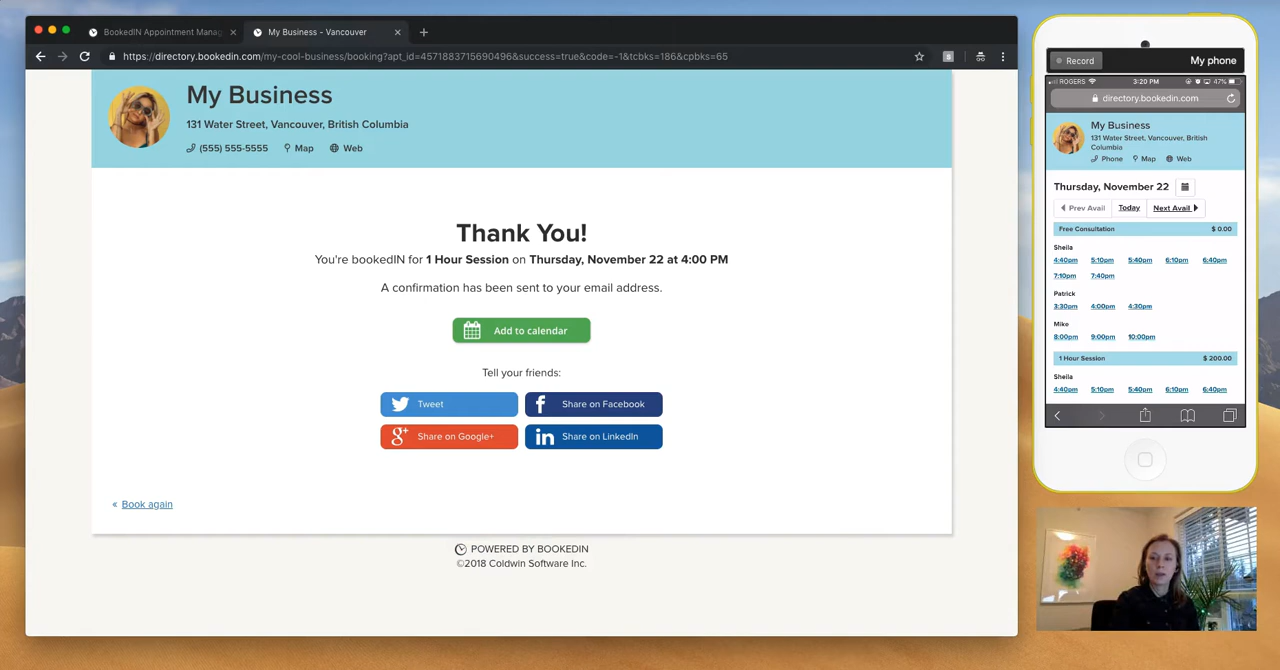 BookedIN Appointment Manag
My Business - Vancouver
https://directory.bookedin.com/my-cool-business/booking?apt_id=4571883715690496&success=true&code=-1&tcbks=186&cpbks=65
My Business
131 Water Street, Vancouver, British Columbia
(555) 555-5555 Map Web
Thank You!
You're bookedIN for 1 Hour Session on Thursday, November 22 at 4:00 PM
A confirmation has been sent to your email address.
Add to calendar
Tell your friends:
Tweet
Share on Facebook
Share on Google+
Share on LinkedIn
« Book again
POWERED BY BOOKEDIN
©2018 Coldwin Software Inc.
Record
My phone
ROGERS 3:20 PM 47%
directory.bookedin.com
My Business
131 Water Street, Vancouver, British
Columbia
Phone Map Web
Thursday, November 22
Prev Avail Today Next Avail
Free Consultation $ 0.00
Sheila
4:40pm 5:10pm 5:40pm 6:10pm 6:40pm
7:10pm 7:40pm
Patrick
3:30pm 4:00pm 4:30pm
Mike
8:00pm 9:00pm 10:00pm
1 Hour Session $ 200.00
Sheila
4:40pm 5:10pm 5:40pm 6:10pm 6:40pm